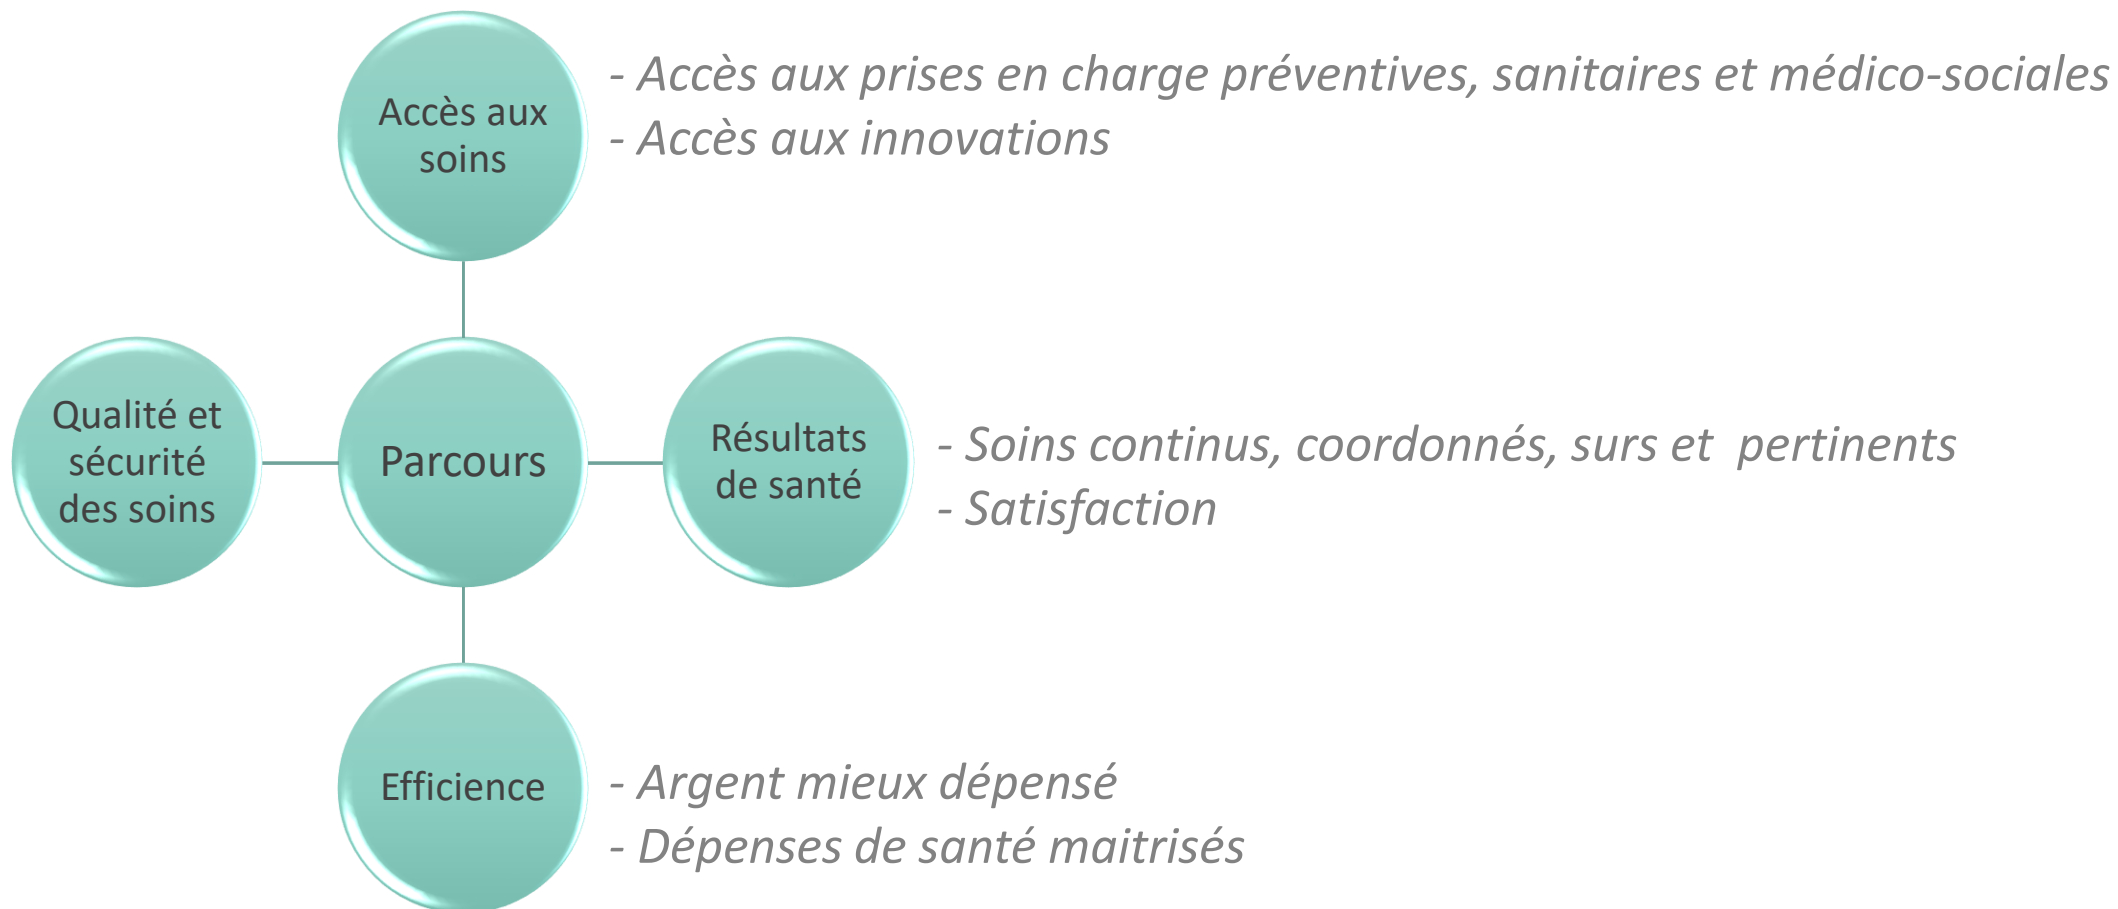 Accès aux
soins
- Accès aux prises en charge préventives, sanitaires et médico-sociales
- Accès aux innovations
Qualité et
sécurité
des soins
Parcours
Résultats
de santé
- Soins continus, coordonnés, surs et  pertinents
- Satisfaction
Efficience
- Argent mieux dépensé
- Dépenses de santé maitrisés